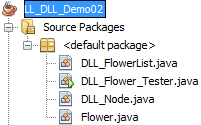 LL_DLL_Demo02
Source Packages
<default package>
DLL_FlowerList.java
DLL_Flower_Tester.java
DLL_Node.java
Flower.java